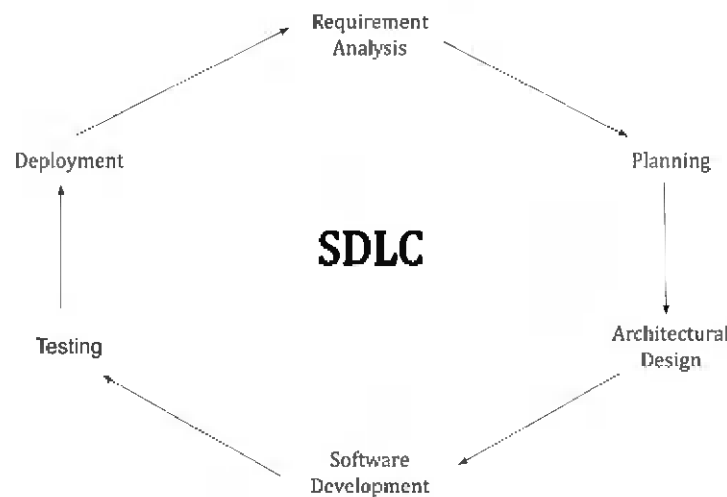 Requirement
Analysis
Deployment
Planning
SDLC
Testing
Architectural
Design
Software
Development